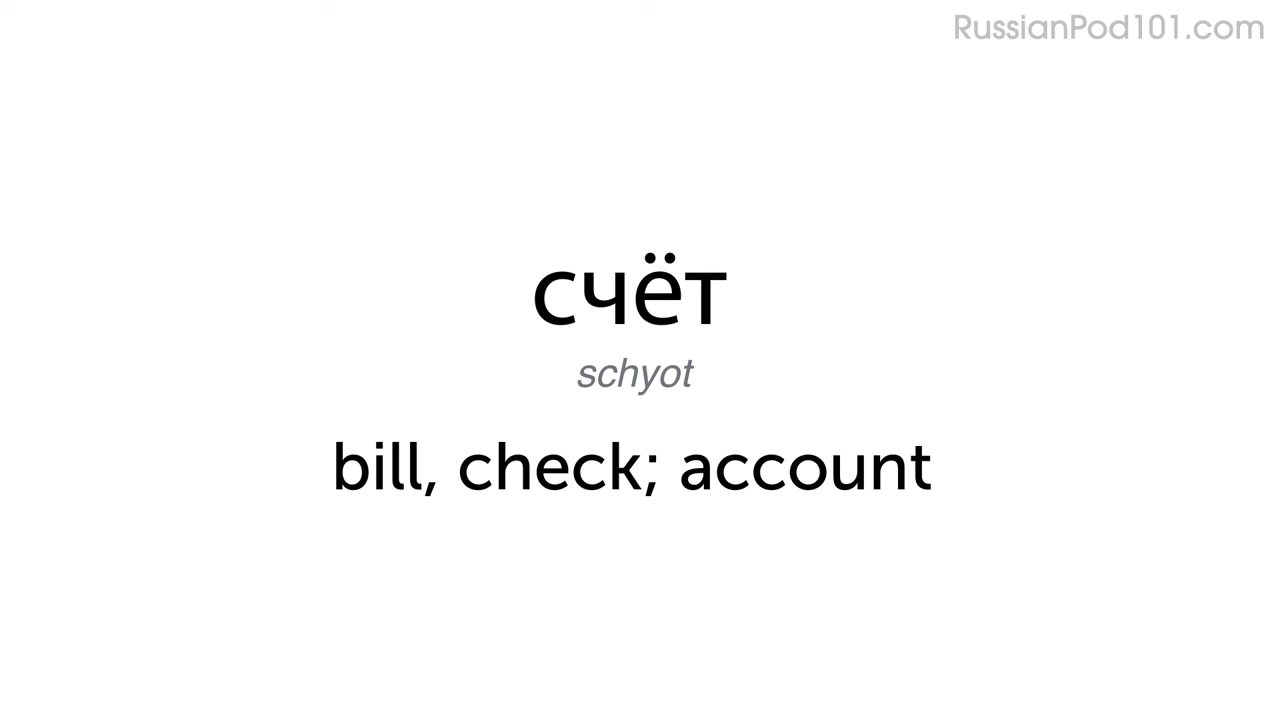 RussianPod101.com
счёт
schyot
bill, check; account